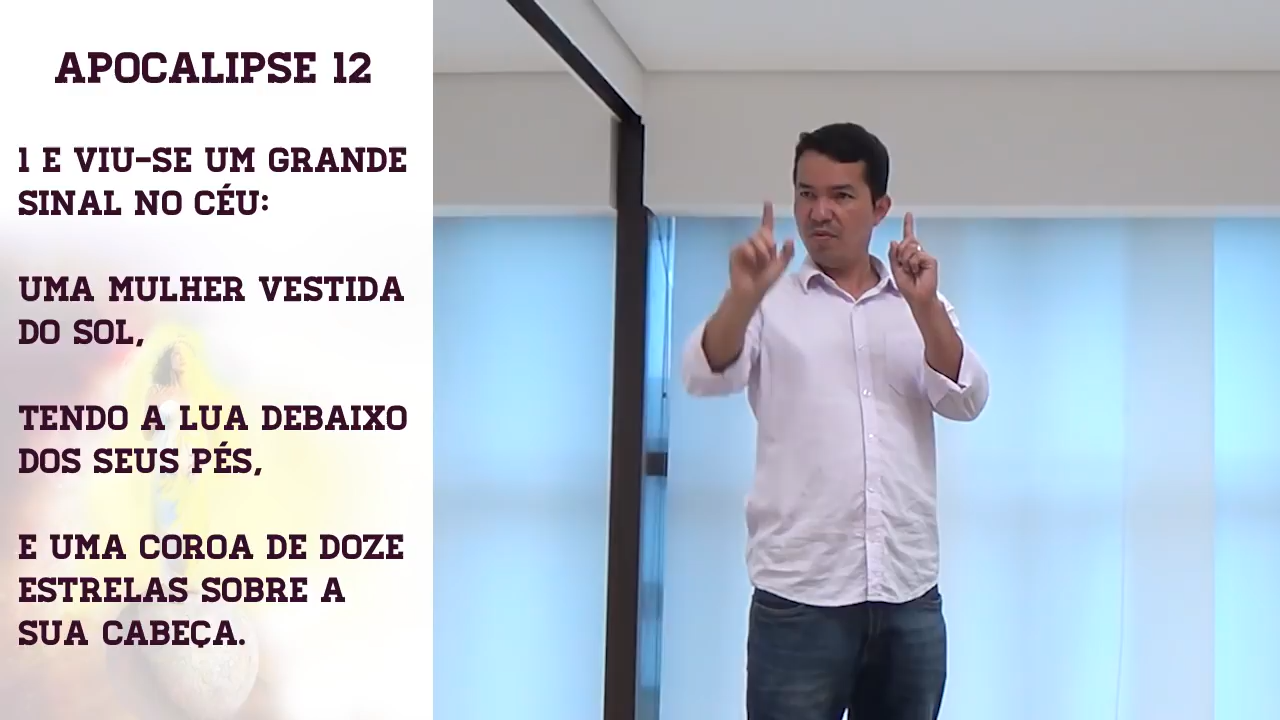 APOCALIPSE 12
1 E VIU-SE UM GRANDE
SINAL NO CÉU:
UMA MULHER VESTIDA
DO SOL,
TENDO A LUA DEBAIXO
DOS SEUS PÉS,
E UMA COROA DE DOZE
ESTRELAS SOBRE A
SUA CABEÇA.